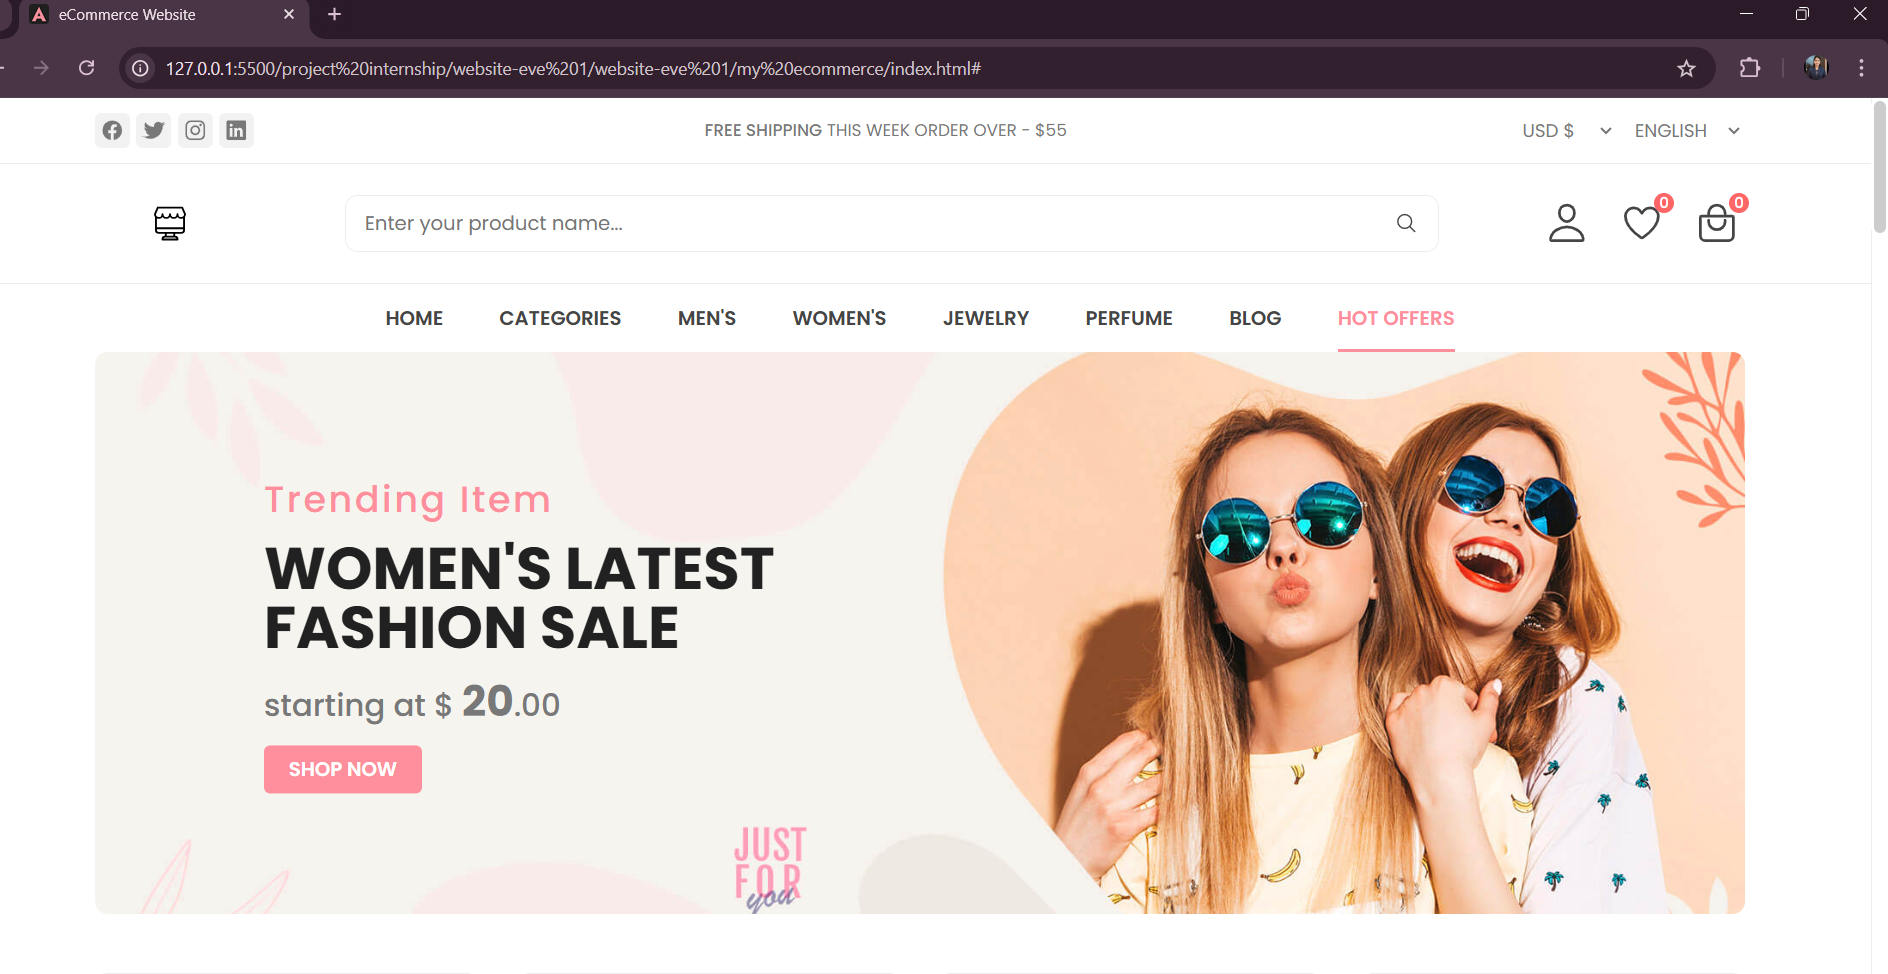 eCommerce Website
127.0.0.1:5500/project%20internship/website-eve%201/website-eve%201/my%20ecommerce/index.html#
FREE SHIPPING THIS WEEK ORDER OVER - $55
USD $ ENGLISH
Enter your product name...
0 0
HOME CATEGORIES MEN'S WOMEN'S JEWELRY PERFUME BLOG HOT OFFERS
Trending Item
WOMEN'S LATEST
FASHION SALE
starting at $ 20.00
SHOP NOW
JUST
FOR
you